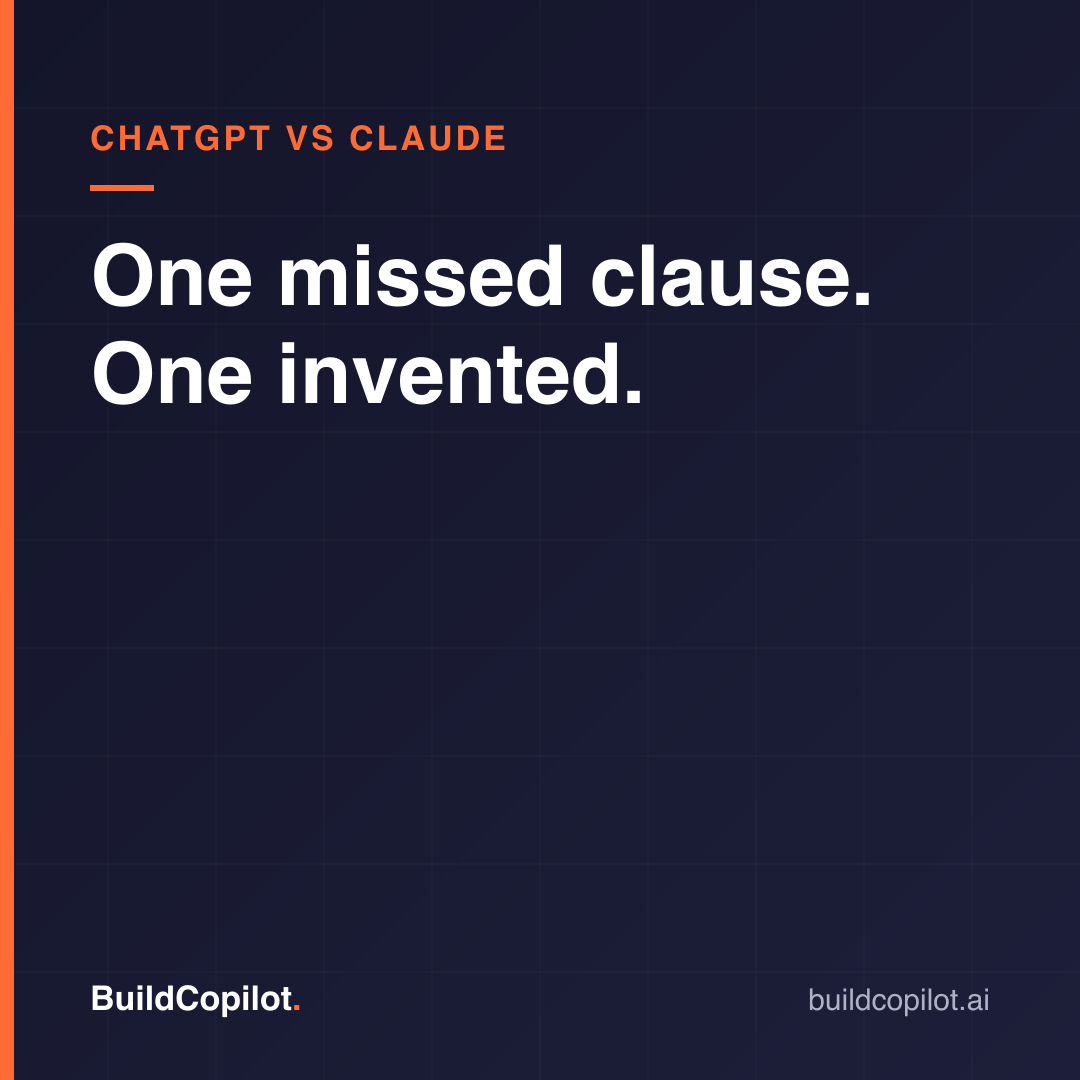 CHATGPT VS CLAUDE
One missed clause.
One invented.
BuildCopilot.
buildcopilot.ai